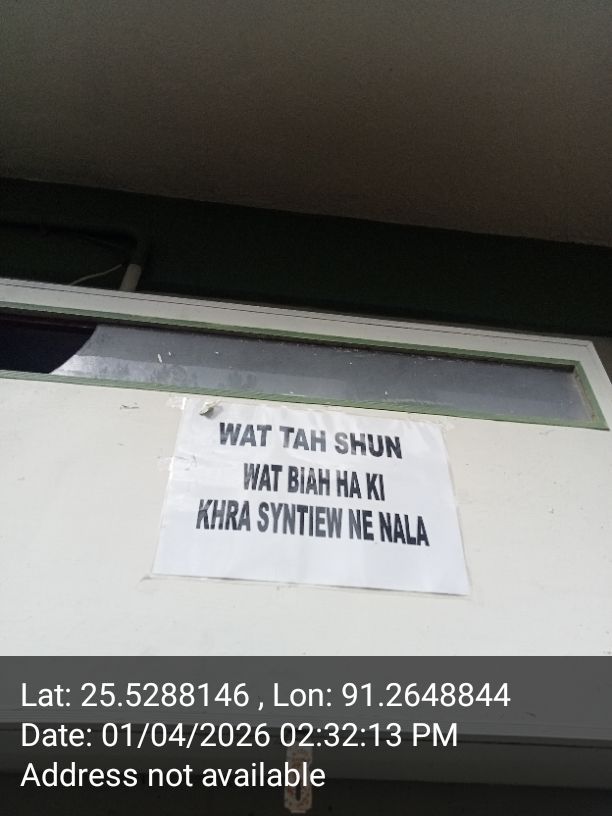 WAT TAH SHUN
WAT BIAH HA KI
KHRA SYNTIEW NE NALA
Lat: 25.5288146 , Lon: 91.2648844
Date: 01/04/2026 02:32:13 PM
Address not available